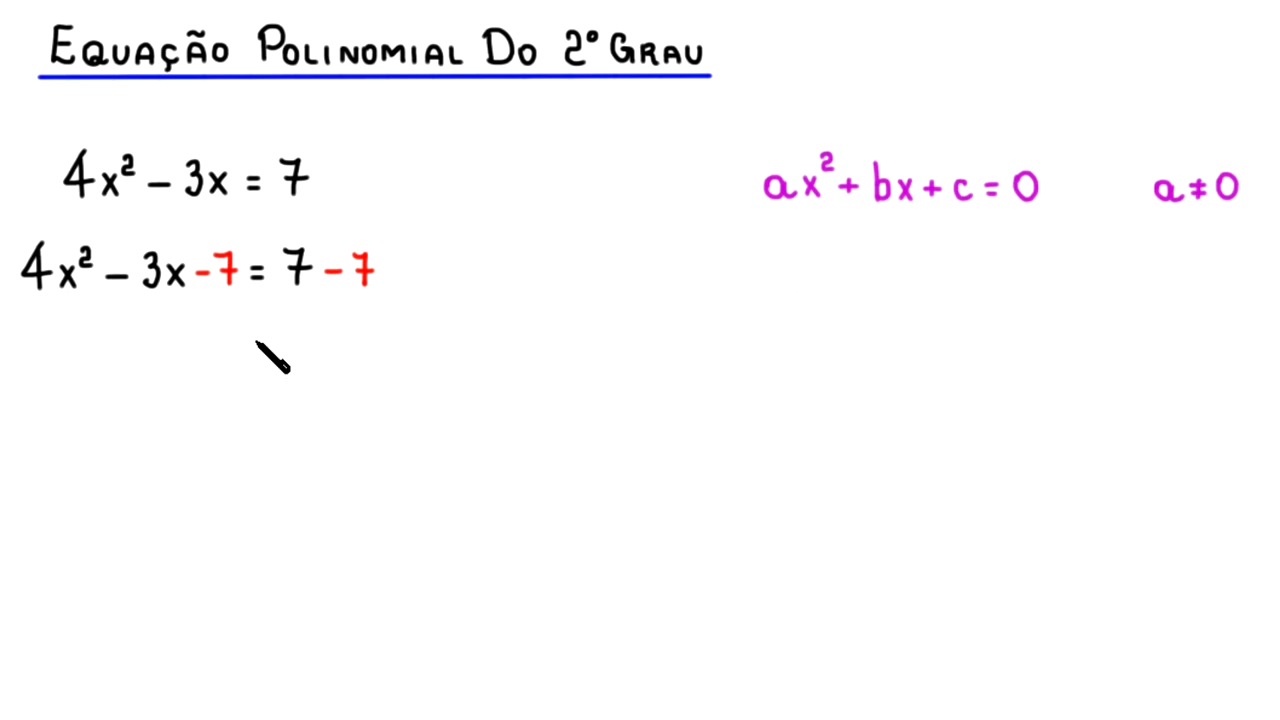 EQUAÇÃO POLINOMIAL DO 2º GRAU
4x² - 3x = 7
ax² + bx + c = 0
a ≠ 0
4x² - 3x - 7 = 7 - 7